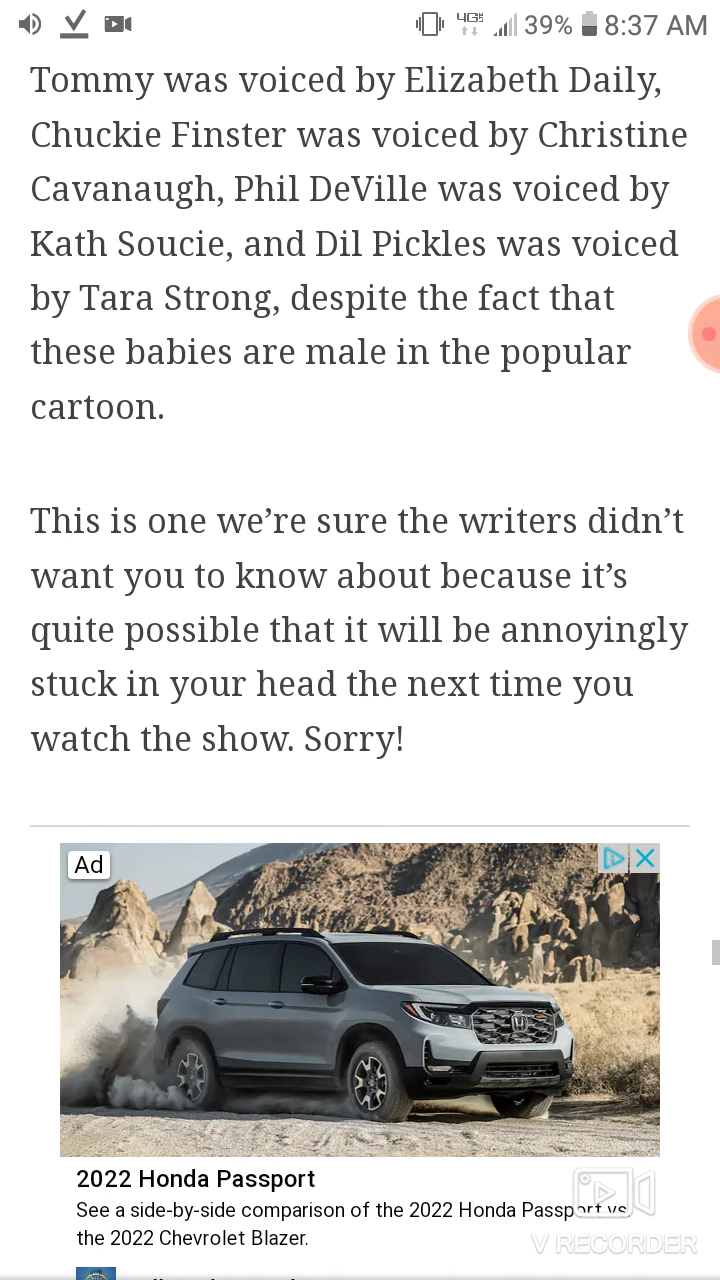 4G 39% 8:37 AM
Tommy was voiced by Elizabeth Daily,
Chuckie Finster was voiced by Christine
Cavanaugh, Phil DeVille was voiced by
Kath Soucie, and Dil Pickles was voiced
by Tara Strong, despite the fact that
these babies are male in the popular
cartoon.
This is one we’re sure the writers didn’t
want you to know about because it’s
quite possible that it will be annoyingly
stuck in your head the next time you
watch the show. Sorry!
Ad
2022 Honda Passport
See a side-by-side comparison of the 2022 Honda Passport vs.
the 2022 Chevrolet Blazer.
V RECORDER